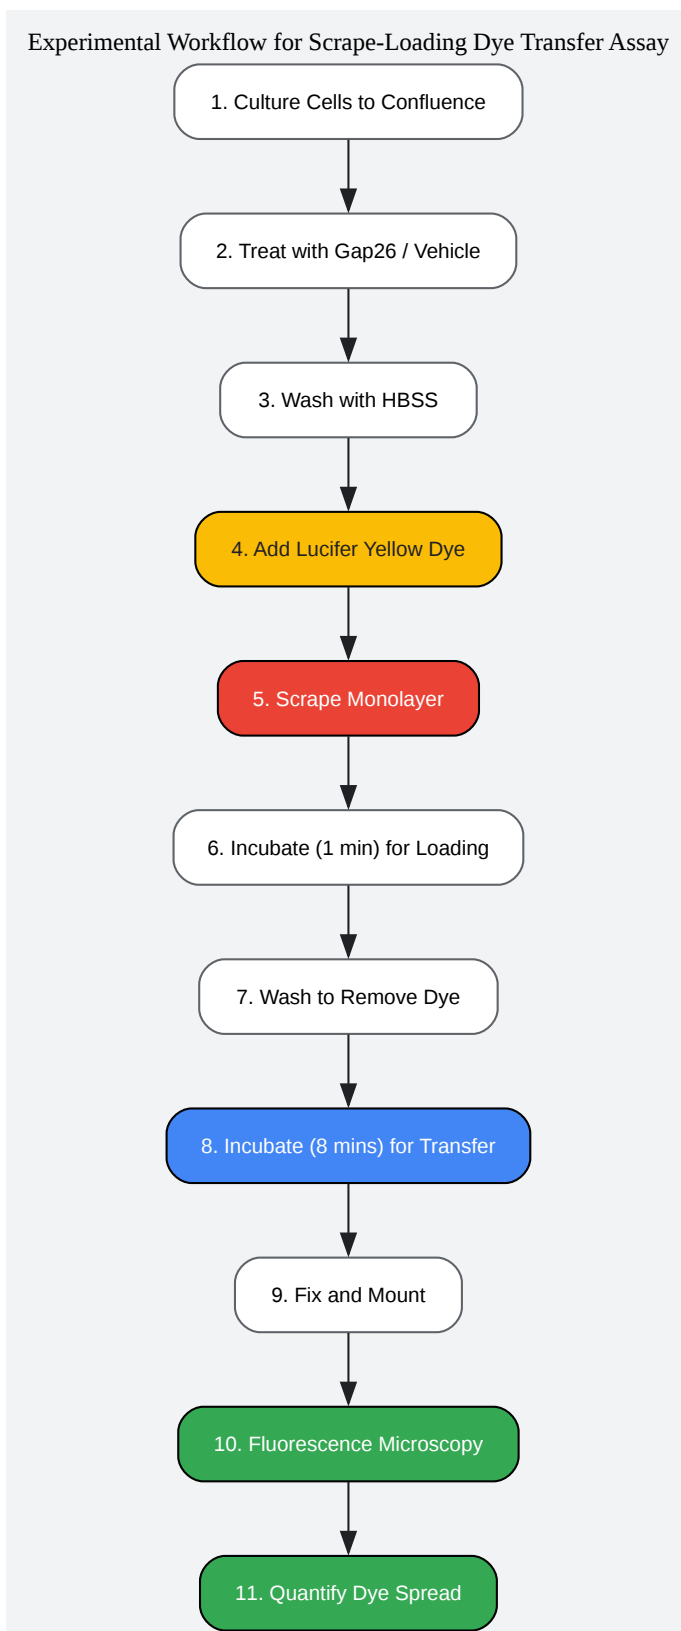 Experimental Workflow for Scrape-Loading Dye Transfer Assay
1. Culture Cells to Confluence
2. Treat with Gap26 / Vehicle
3. Wash with HBSS
4. Add Lucifer Yellow Dye
5. Scrape Monolayer
6. Incubate (1 min) for Loading
7. Wash to Remove Dye
8. Incubate (8 mins) for Transfer
9. Fix and Mount
10. Fluorescence Microscopy
11. Quantify Dye Spread